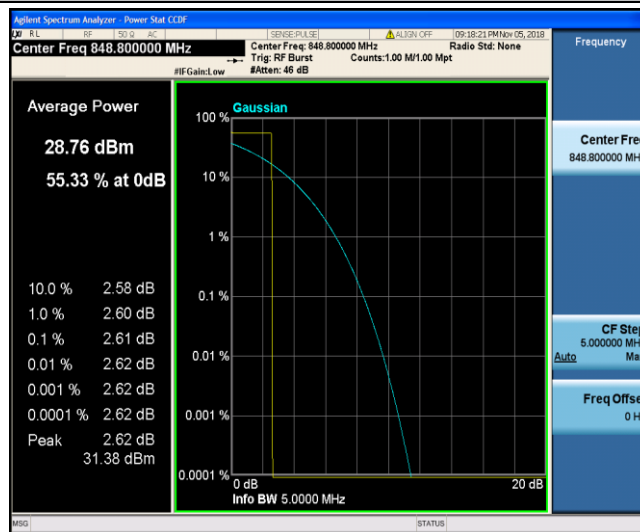 Agilent Spectrum Analyzer - Power Stat CCDF
RL RF 50 Ω AC SENSE:PULSE ALIGN OFF 09:18:21 PM Nov 05, 2018
Center Freq 848.800000 MHz
Center Freq: 848.800000 MHz Radio Std: None
Trig: RF Burst Counts:1.00 M/1.00 Mpt
#IFGain:Low #Atten: 46 dB
Frequency
Average Power
28.76 dBm
55.33 % at 0dB
10.0 % 2.58 dB
1.0 % 2.60 dB
0.1 % 2.61 dB
0.01 % 2.62 dB
0.001 % 2.62 dB
0.0001 % 2.62 dB
Peak 2.62 dB
31.38 dBm
Gaussian
100 %
10 %
1 %
0.1 %
0.01 %
0.001 %
0.0001 %
0 dB 20 dB
Info BW 5.0000 MHz
Center Fre
848.800000 MH
CF Ste
5.000000 MH
Auto Ma
Freq Offse
0 H
MSG STATUS